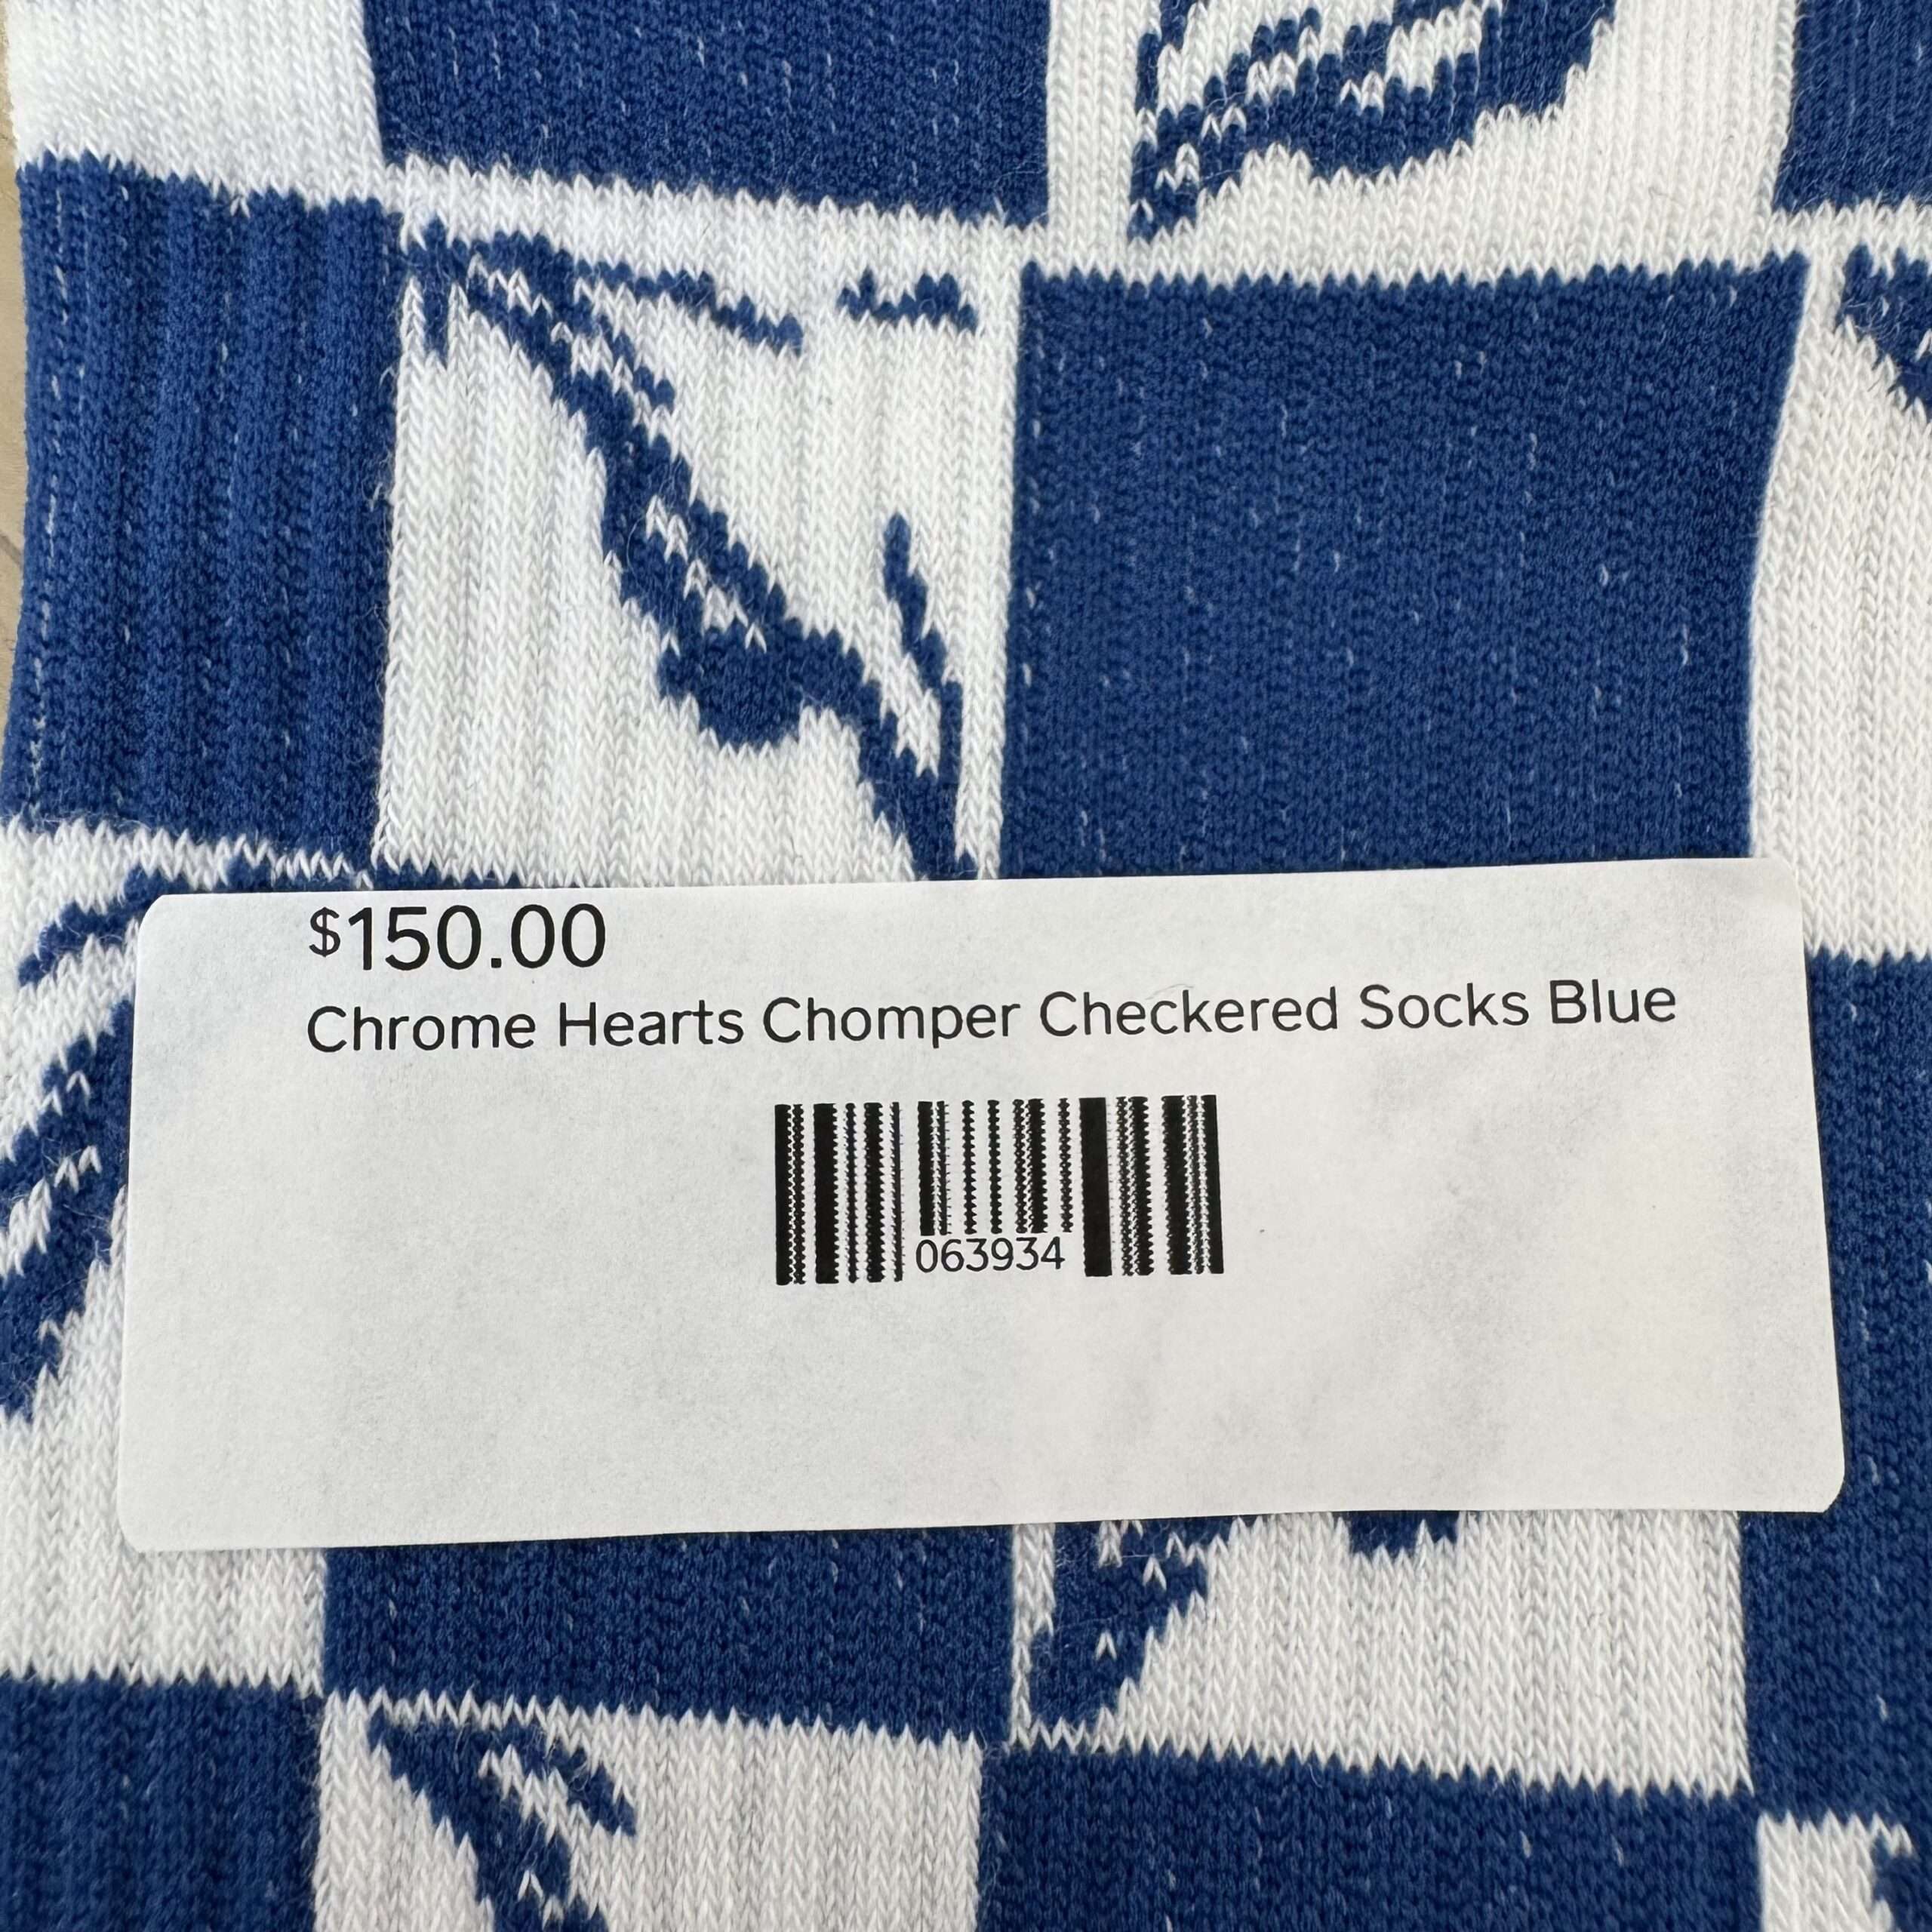 $150.00
Chrome Hearts Chomper Checkered Socks Blue
063934